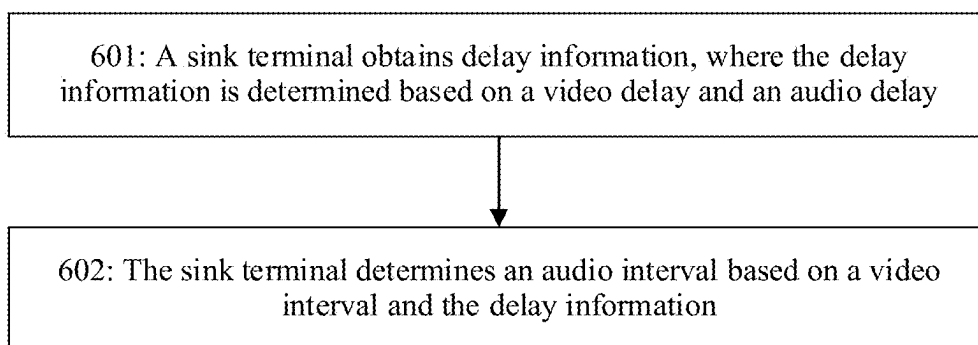 601: A sink terminal obtains delay information, where the delay
information is determined based on a video delay and an audio delay
602: The sink terminal determines an audio interval based on a video
interval and the delay information